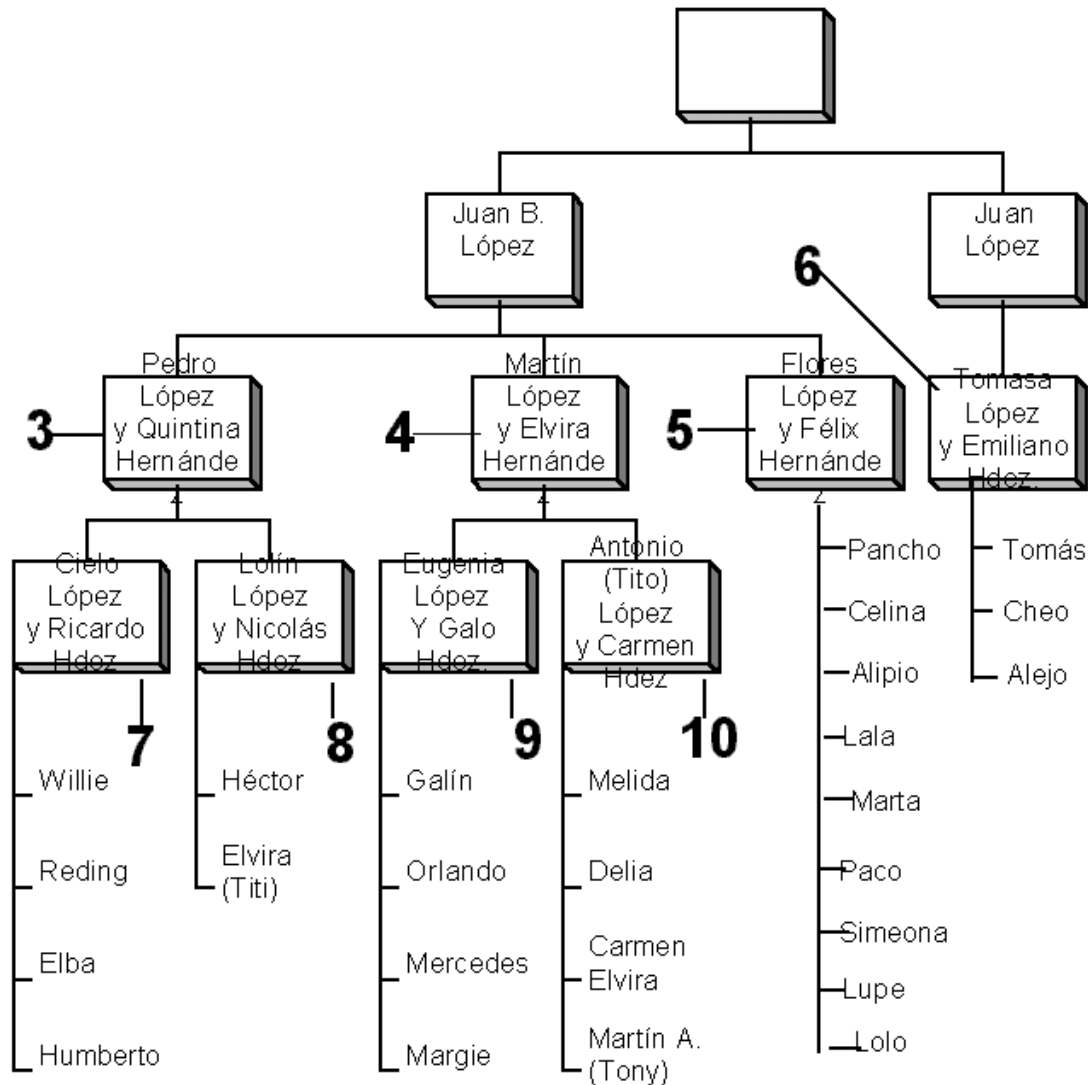 Juan B.
López
Juan
López
6
Pedro
López
y Quintina
Hernánde
z
3
Martín
López
y Elvira
Hernánde
z
4
Flores
López
y Félix
Hernánde
z
5
Tomasa
López
y Emiliano
Hdez.
Cielo
López
y Ricardo
Hdoz
7
Lolín
López
y Nicolás
Hdoz
8
Eugenia
López
Y Galo
Hdoz.
9
Antonio
(Tito)
López
y Carmen
Hdez
10
Willie
Reding
Elba
Humberto
Héctor
Elvira
(Titi)
Galín
Orlando
Mercedes
Margie
Melida
Delia
Carmen
Elvira
Martín A.
(Tony)
Pancho
Celina
Alipio
Lala
Marta
Paco
Simeona
Lupe
Lolo
Tomás
Cheo
Alejo